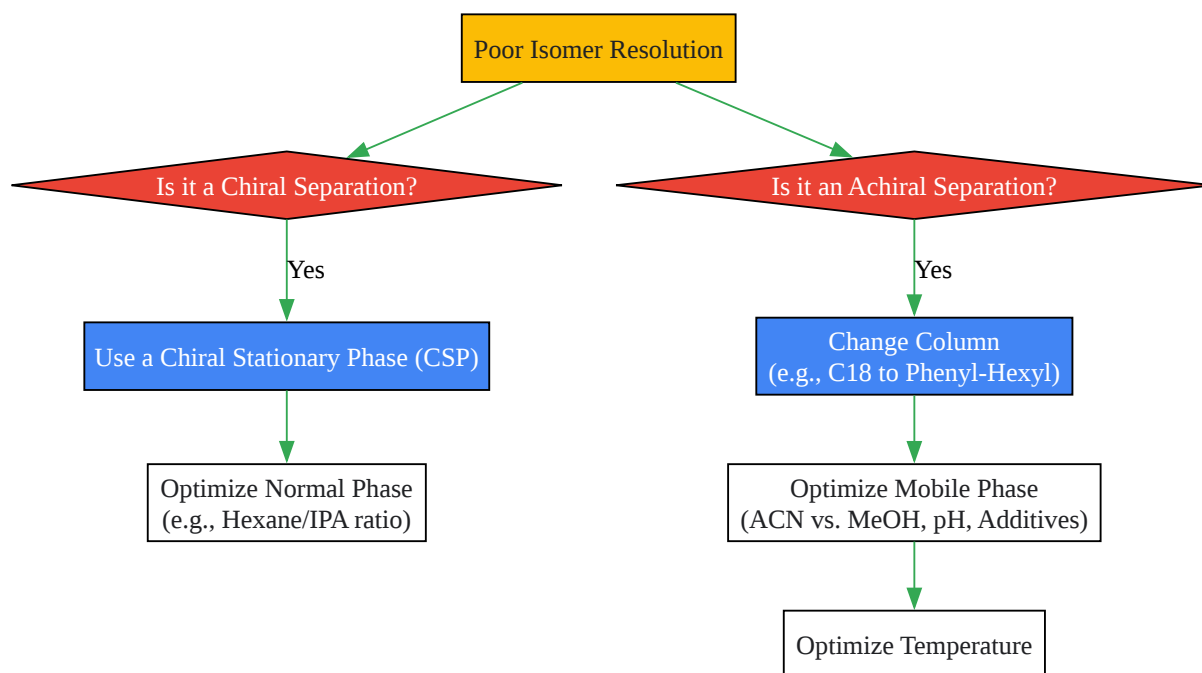 Poor Isomer Resolution
Is it a Chiral Separation?
Is it an Achiral Separation?
Yes
Yes
Use a Chiral Stationary Phase (CSP)
Change Column
(e.g., C18 to Phenyl-Hexyl)
Optimize Normal Phase
(e.g., Hexane/IPA ratio)
Optimize Mobile Phase
(ACN vs. MeOH, pH, Additives)
Optimize Temperature